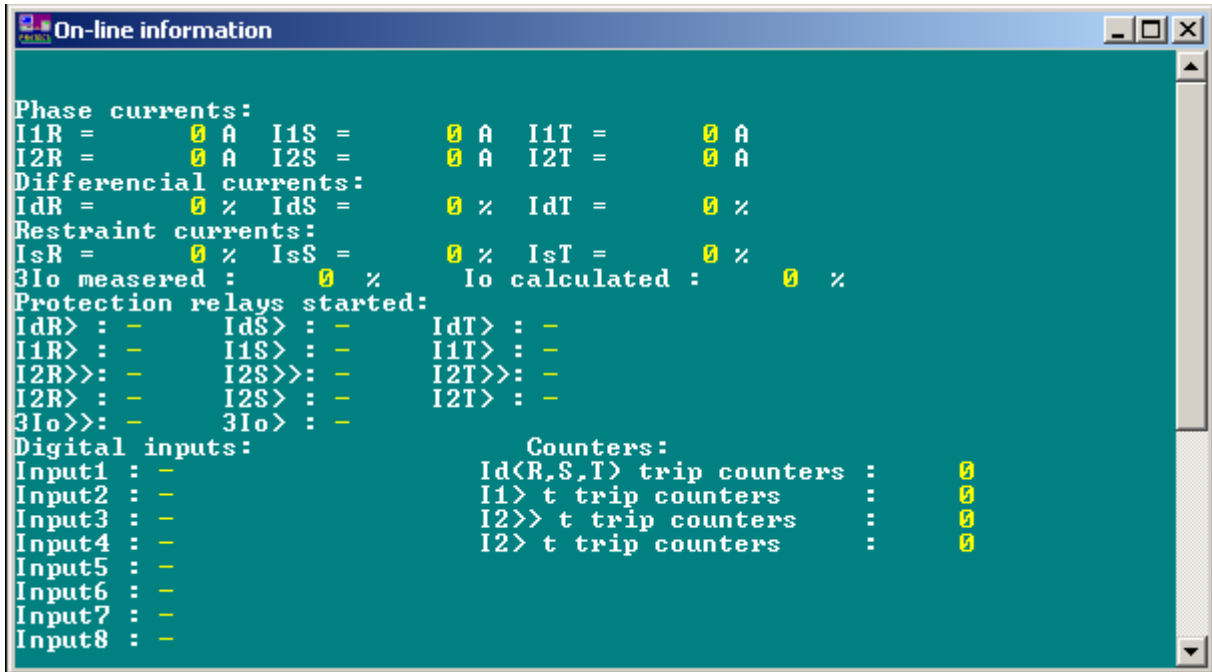 On-line information
Phase currents:
I1R = 0 A I1S = 0 A I1T = 0 A
I2R = 0 A I2S = 0 A I2T = 0 A
Differencial currents:
IdR = 0 % IdS = 0 % IdT = 0 %
Restraint currents:
IsR = 0 % IsS = 0 % IsT = 0 %
3Io measered : 0 % Io calculated : 0 %
Protection relays started:
IdR> : - IdS> : - IdT> : -
I1R> : - I1S> : - I1T> : -
I2R>>: - I2S>>: - I2T>>: -
I2R> : - I2S> : - I2T> : -
3Io>>: - 3Io> : -
Digital inputs: Counters:
Input1 : - Id(R,S,T) trip counters : 0
Input2 : - I1> t trip counters : 0
Input3 : - I2>> t trip counters : 0
Input4 : - I2> t trip counters : 0
Input5 : -
Input6 : -
Input7 : -
Input8 : -